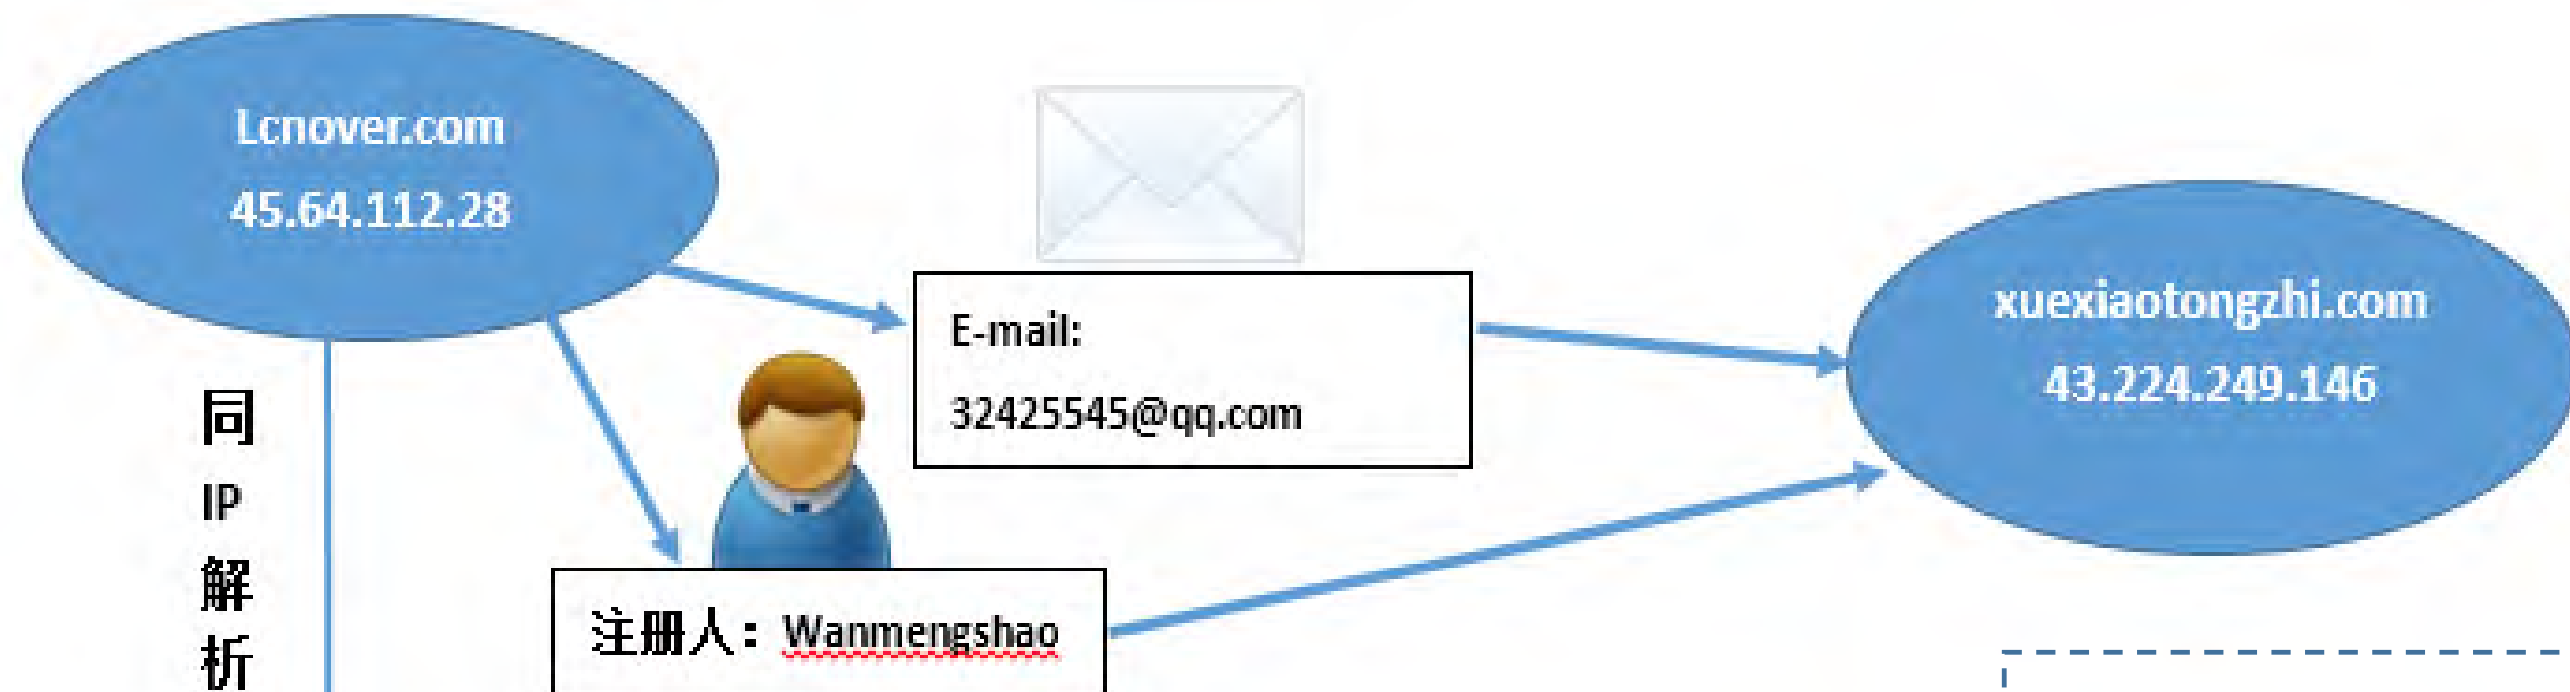 Lcnover.com
45.64.112.28
E-mail:
32425545@qq.com
xuexiaotongzhi.com
43.224.249.146
同
IP
解
析
注册人：Wanmengshao